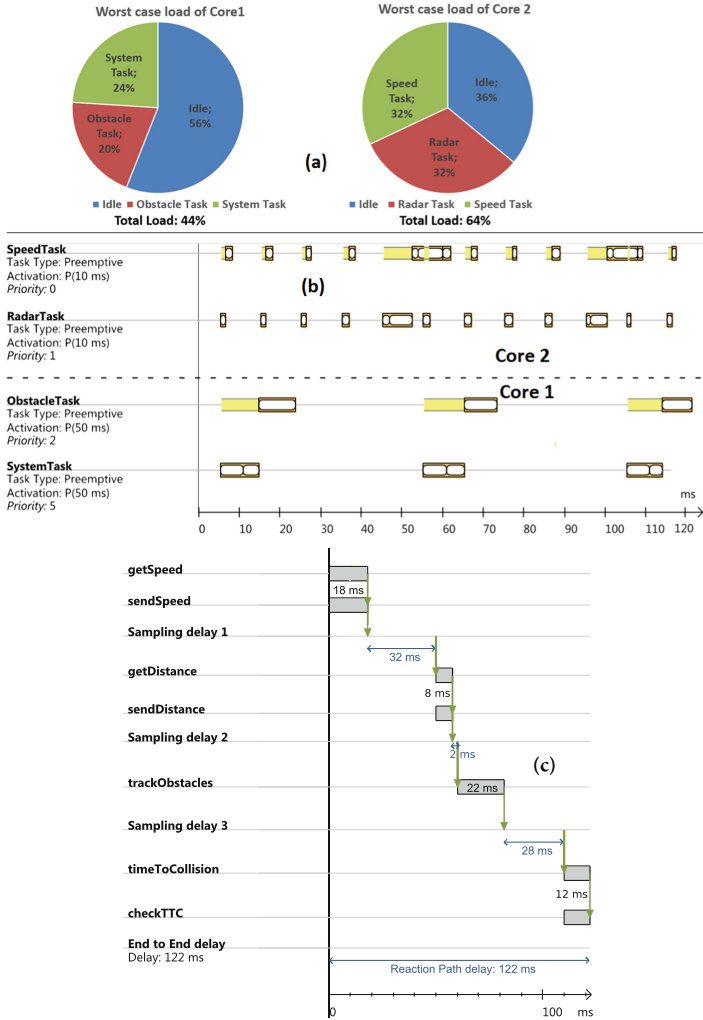 Worst case load of Core1
Worst case load of Core 2
System
Task;
24%
Idle;
56%
Obstacle
Task;
20%
Speed
Task;
32%
Idle;
36%
Radar
Task;
32%
(a)
Idle Obstacle Task System Task
Total Load: 44%
Idle Radar Task Speed Task
Total Load: 64%
SpeedTask
Task Type: Preemptive
Activation: P(10 ms)
Priority: 0
(b)
RadarTask
Task Type: Preemptive
Activation: P(10 ms)
Priority: 1
Core 2
Core 1
ObstacleTask
Task Type: Preemptive
Activation: P(50 ms)
Priority: 2
SystemTask
Task Type: Preemptive
Activation: P(50 ms)
Priority: 5
ms
0 10 20 30 40 50 60 70 80 90 100 110 120
getSpeed
18 ms
sendSpeed
Sampling delay 1
32 ms
getDistance
8 ms
sendDistance
Sampling delay 2
2 ms
(c)
trackObstacles
22 ms
Sampling delay 3
28 ms
timeToCollision
12 ms
checkTTC
End to End delay
Delay: 122 ms
Reaction Path delay: 122 ms
0 100 ms